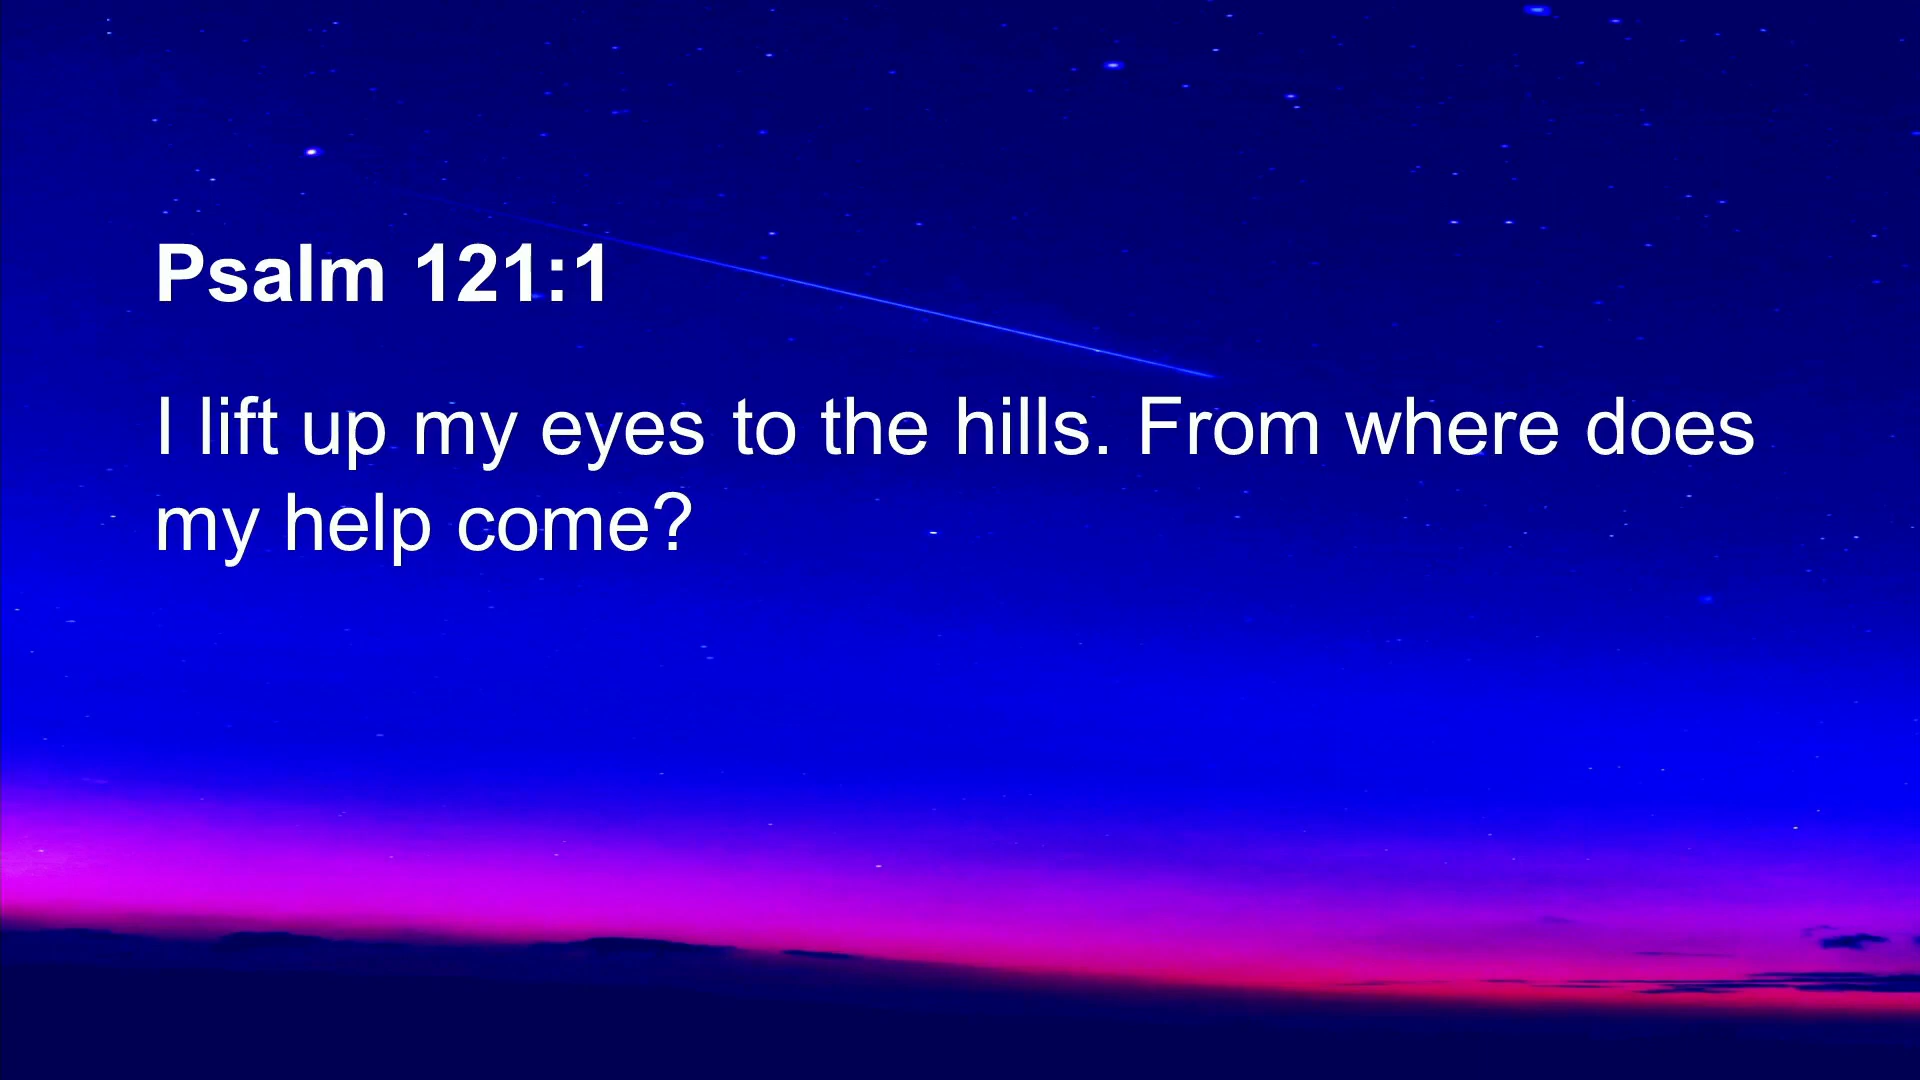 Psalm 121:1
I lift up my eyes to the hills. From where does
my help come?